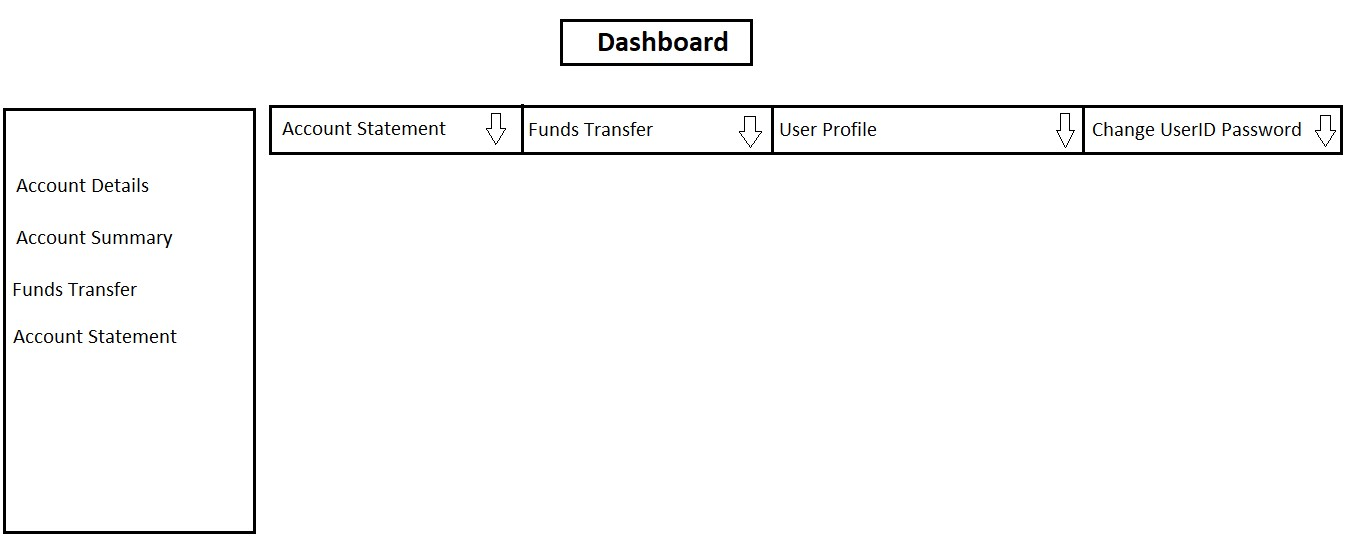 Dashboard
Account Statement
Funds Transfer
User Profile
Change UserID Password
Account Details
Account Summary
Funds Transfer
Account Statement